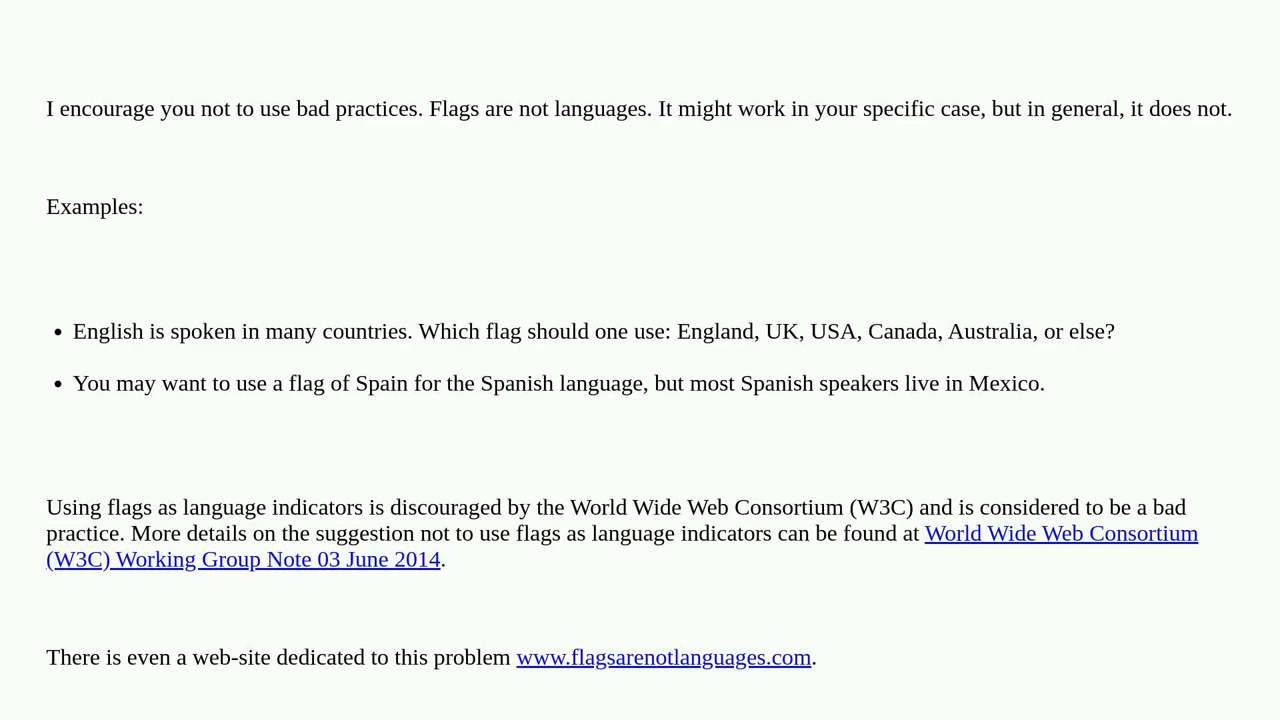 I encourage you not to use bad practices. Flags are not languages. It might work in your specific case, but in general, it does not.
Examples:
• English is spoken in many countries. Which flag should one use: England, UK, USA, Canada, Australia, or else?
• You may want to use a flag of Spain for the Spanish language, but most Spanish speakers live in Mexico.
Using flags as language indicators is discouraged by the World Wide Web Consortium (W3C) and is considered to be a bad
practice. More details on the suggestion not to use flags as language indicators can be found at World Wide Web Consortium
(W3C) Working Group Note 03 June 2014.
There is even a web-site dedicated to this problem www.flagsarenotlanguages.com.